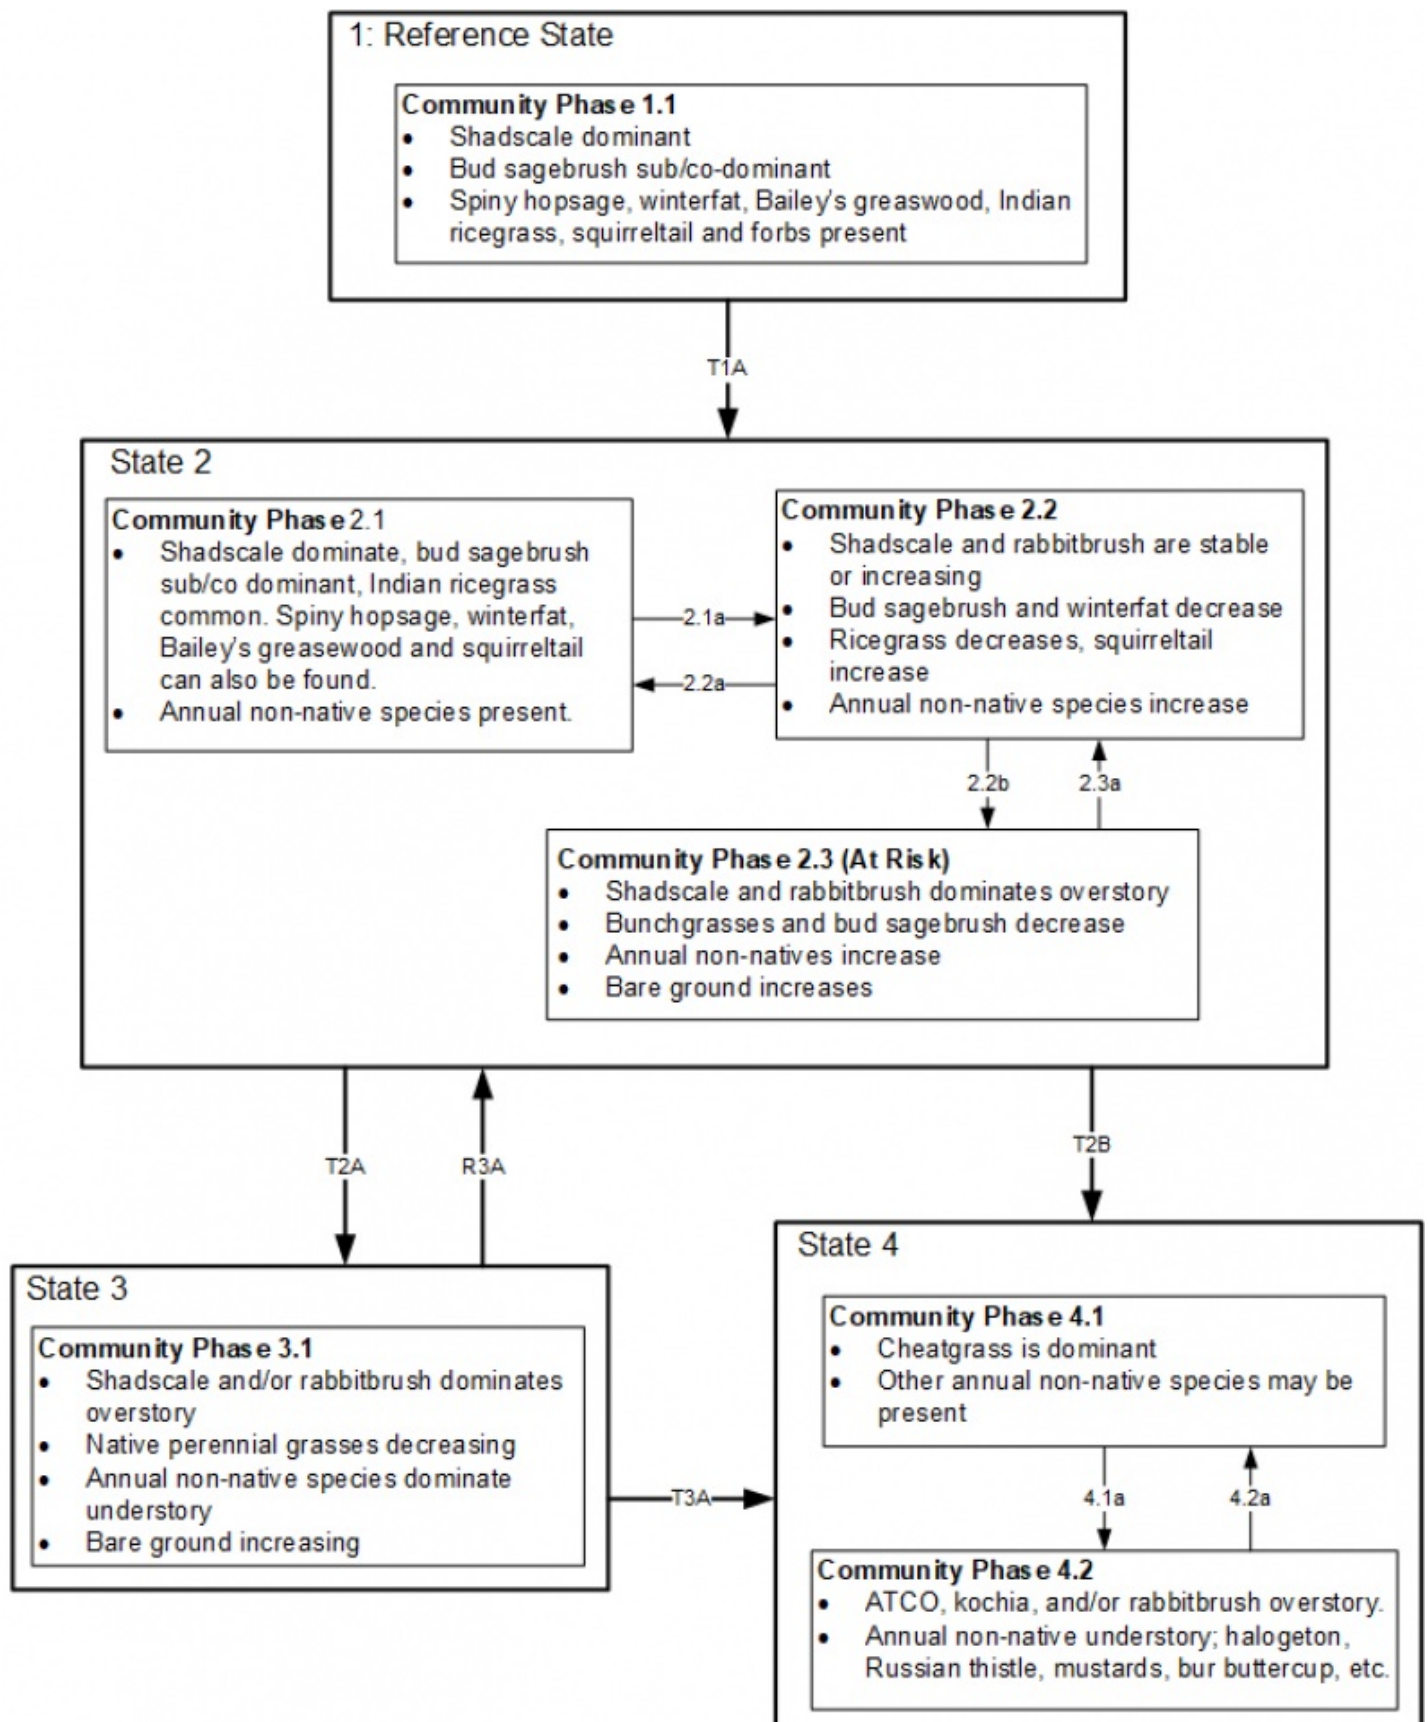 1: Reference State
Community Phase 1.1
• Shadscale dominant
• Bud sagebrush sub/co-dominant
• Spiny hopsage, winterfat, Bailey's greaswood, Indian
ricegrass, squirreltail and forbs present
T1A
State 2
Community Phase 2.1
• Shadscale dominate, bud sagebrush
sub/co dominant, Indian ricegrass
common. Spiny hopsage, winterfat,
Bailey's greasewood and squirreltail
can also be found.
• Annual non-native species present.
2.1a
2.2a
Community Phase 2.2
• Shadscale and rabbitbrush are stable
or increasing
• Bud sagebrush and winterfat decrease
• Ricegrass decreases, squirreltail
increase
• Annual non-native species increase
2.2b
2.3a
Community Phase 2.3 (At Risk)
• Shadscale and rabbitbrush dominates overstory
• Bunchgrasses and bud sagebrush decrease
• Annual non-natives increase
• Bare ground increases
T2A
R3A
T2B
State 3
Community Phase 3.1
• Shadscale and/or rabbitbrush dominates
overstory
• Native perennial grasses decreasing
• Annual non-native species dominate
understory
• Bare ground increasing
T3A
State 4
Community Phase 4.1
• Cheatgrass is dominant
• Other annual non-native species may be
present
4.1a
4.2a
Community Phase 4.2
• ATCO, kochia, and/or rabbitbrush overstory.
• Annual non-native understory; halogeton,
Russian thistle, mustards, bur buttercup, etc.